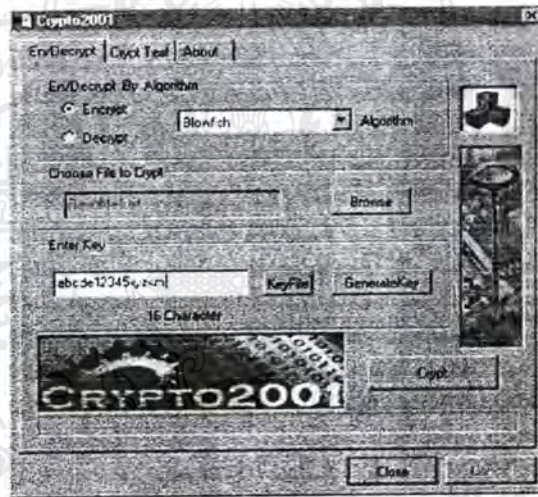 Crypto2001
En/Decrypt Crypt Test About
En/Decrypt By Algorithm
Encrypt
Blowfish Algorithm
Decrypt
Choose File to Crypt
Browse
Enter Key
KeyFile GenerateKey
16 Character
CRYPTO2001
Crypt
Close